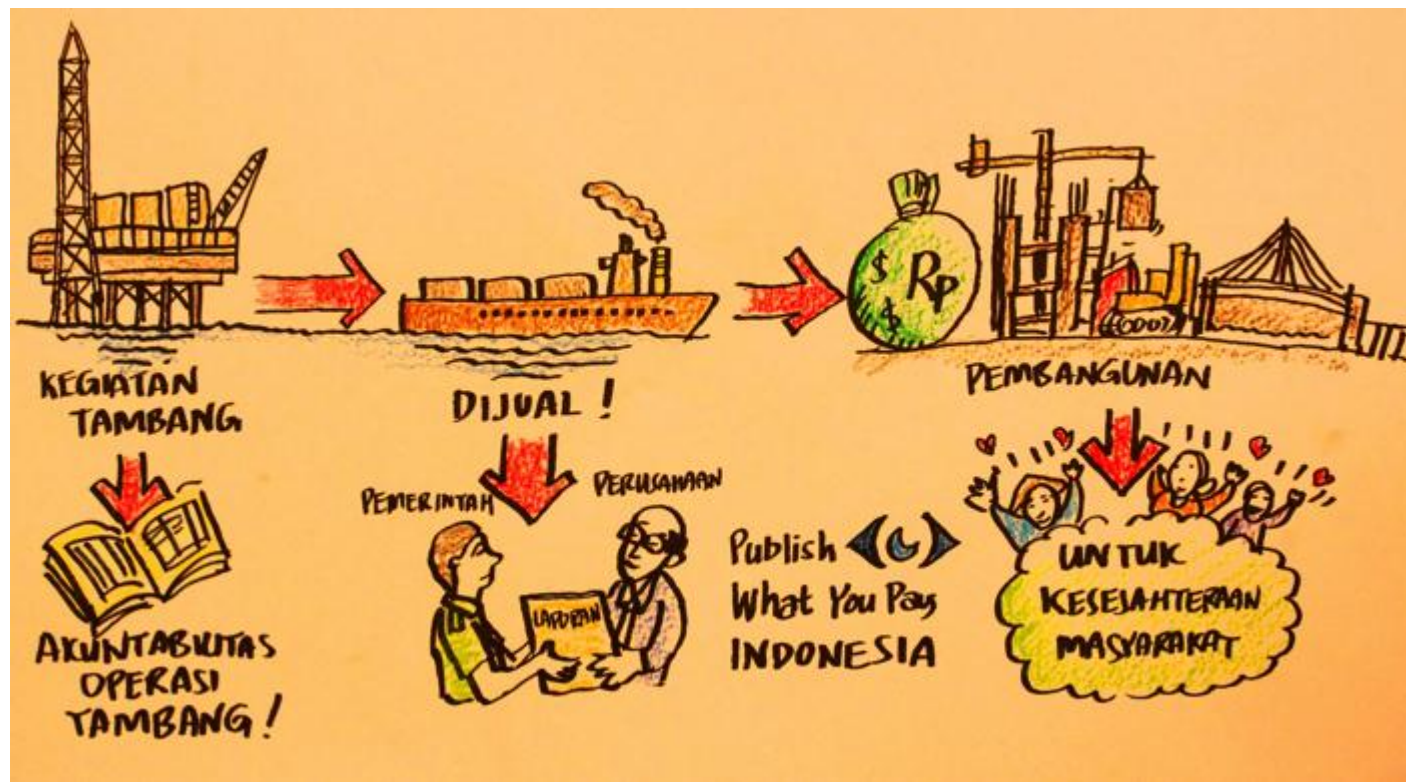 KEGIATAN
TAMBANG
AKUNTABILITAS
OPERASI
TAMBANG!
DIJUAL!
PEMERINTAH
PERUSAHAAN
LAPORAN
Publish
What You Pay
INDONESIA
$ Rp
$
PEMBANGUNAN
UNTUK
KESEJAHTERAAN
MASYARAKAT